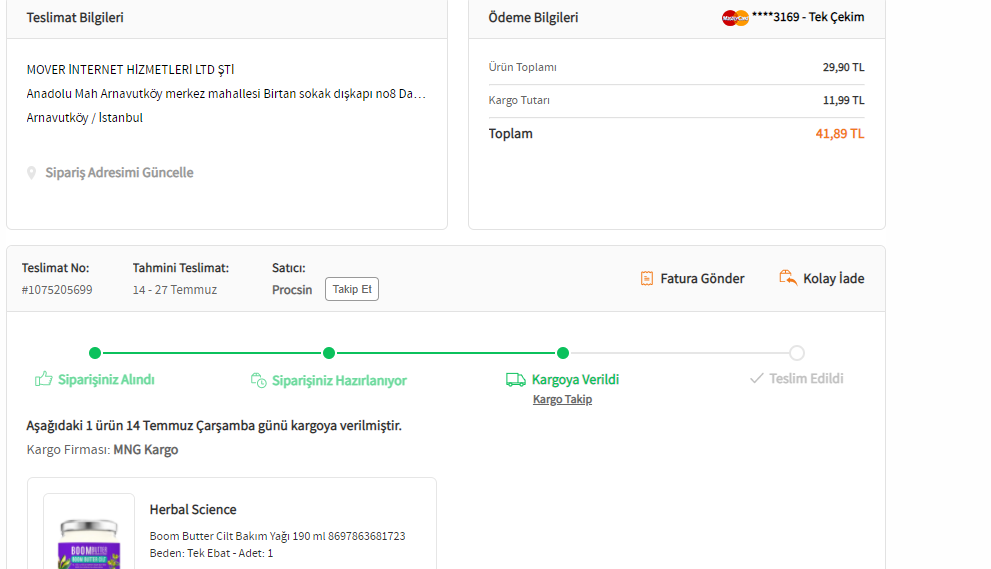 Teslimat Bilgileri
MOVER İNTERNET HİZMETLERİ LTD ŞTİ
Anadolu Mah Arnavutköy merkez mahallesi Birtan sokak dışkapı no8 Da…
Arnavutköy / İstanbul
Sipariş Adresimi Güncelle
Ödeme Bilgileri
MasterCard ****3169 - Tek Çekim
Ürün Toplamı 29,90 TL
Kargo Tutarı 11,99 TL
Toplam 41,89 TL
Teslimat No: Tahmini Teslimat: Satıcı:
#1075205699 14 - 27 Temmuz Procsin Takip Et
Fatura Gönder Kolay İade
Siparişiniz Alındı Siparişiniz Hazırlanıyor Kargoya Verildi Teslim Edildi
Kargo Takip
Aşağıdaki 1 ürün 14 Temmuz Çarşamba günü kargoya verilmiştir.
Kargo Firması: MNG Kargo
Herbal Science
Boom Butter Cilt Bakım Yağı 190 ml 8697863681723
Beden: Tek Ebat - Adet: 1
BOOMBUTTER
BOOM BUTTER CILT